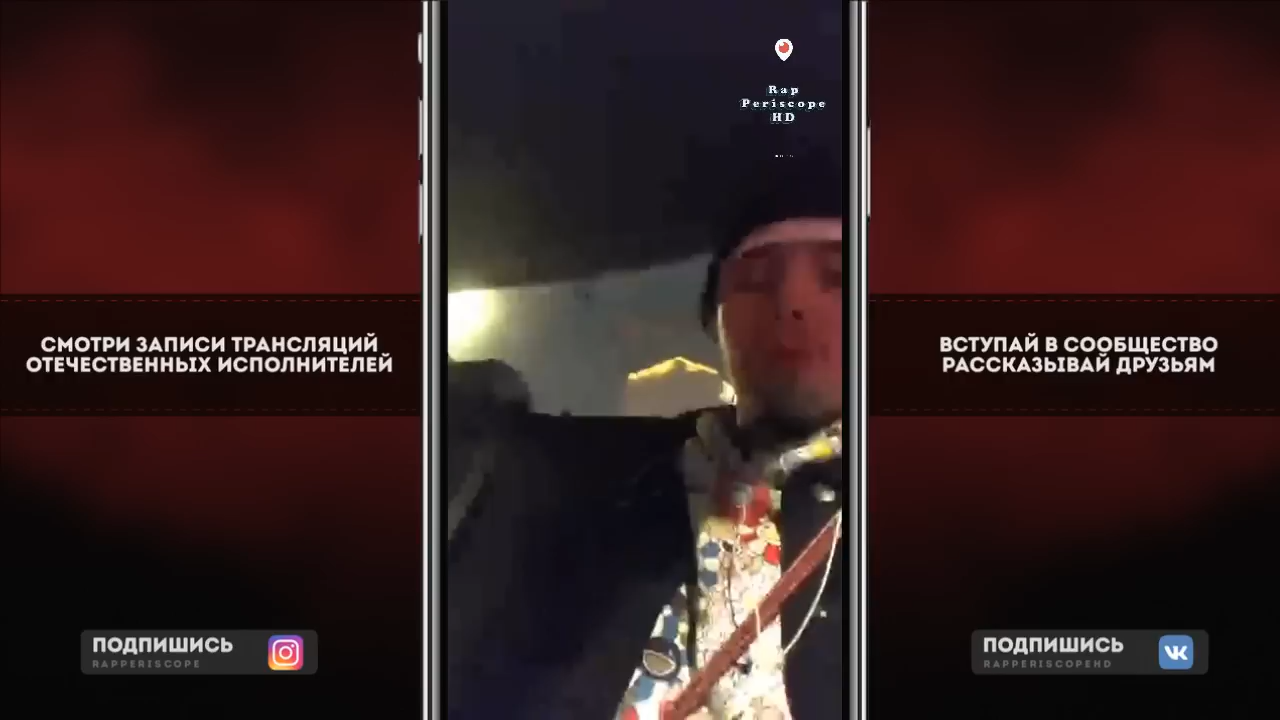 Rap
Periscope
HD
СМОТРИ ЗАПИСИ ТРАНСЛЯЦИЙ
ОТЕЧЕСТВЕННЫХ ИСПОЛНИТЕЛЕЙ
ВСТУПАЙ В СООБЩЕСТВО
РАССКАЗЫВАЙ ДРУЗЬЯМ
ПОДПИШИСЬ
RAPPERISCOPE
ПОДПИШИСЬ
RAPPERISCOPEHD